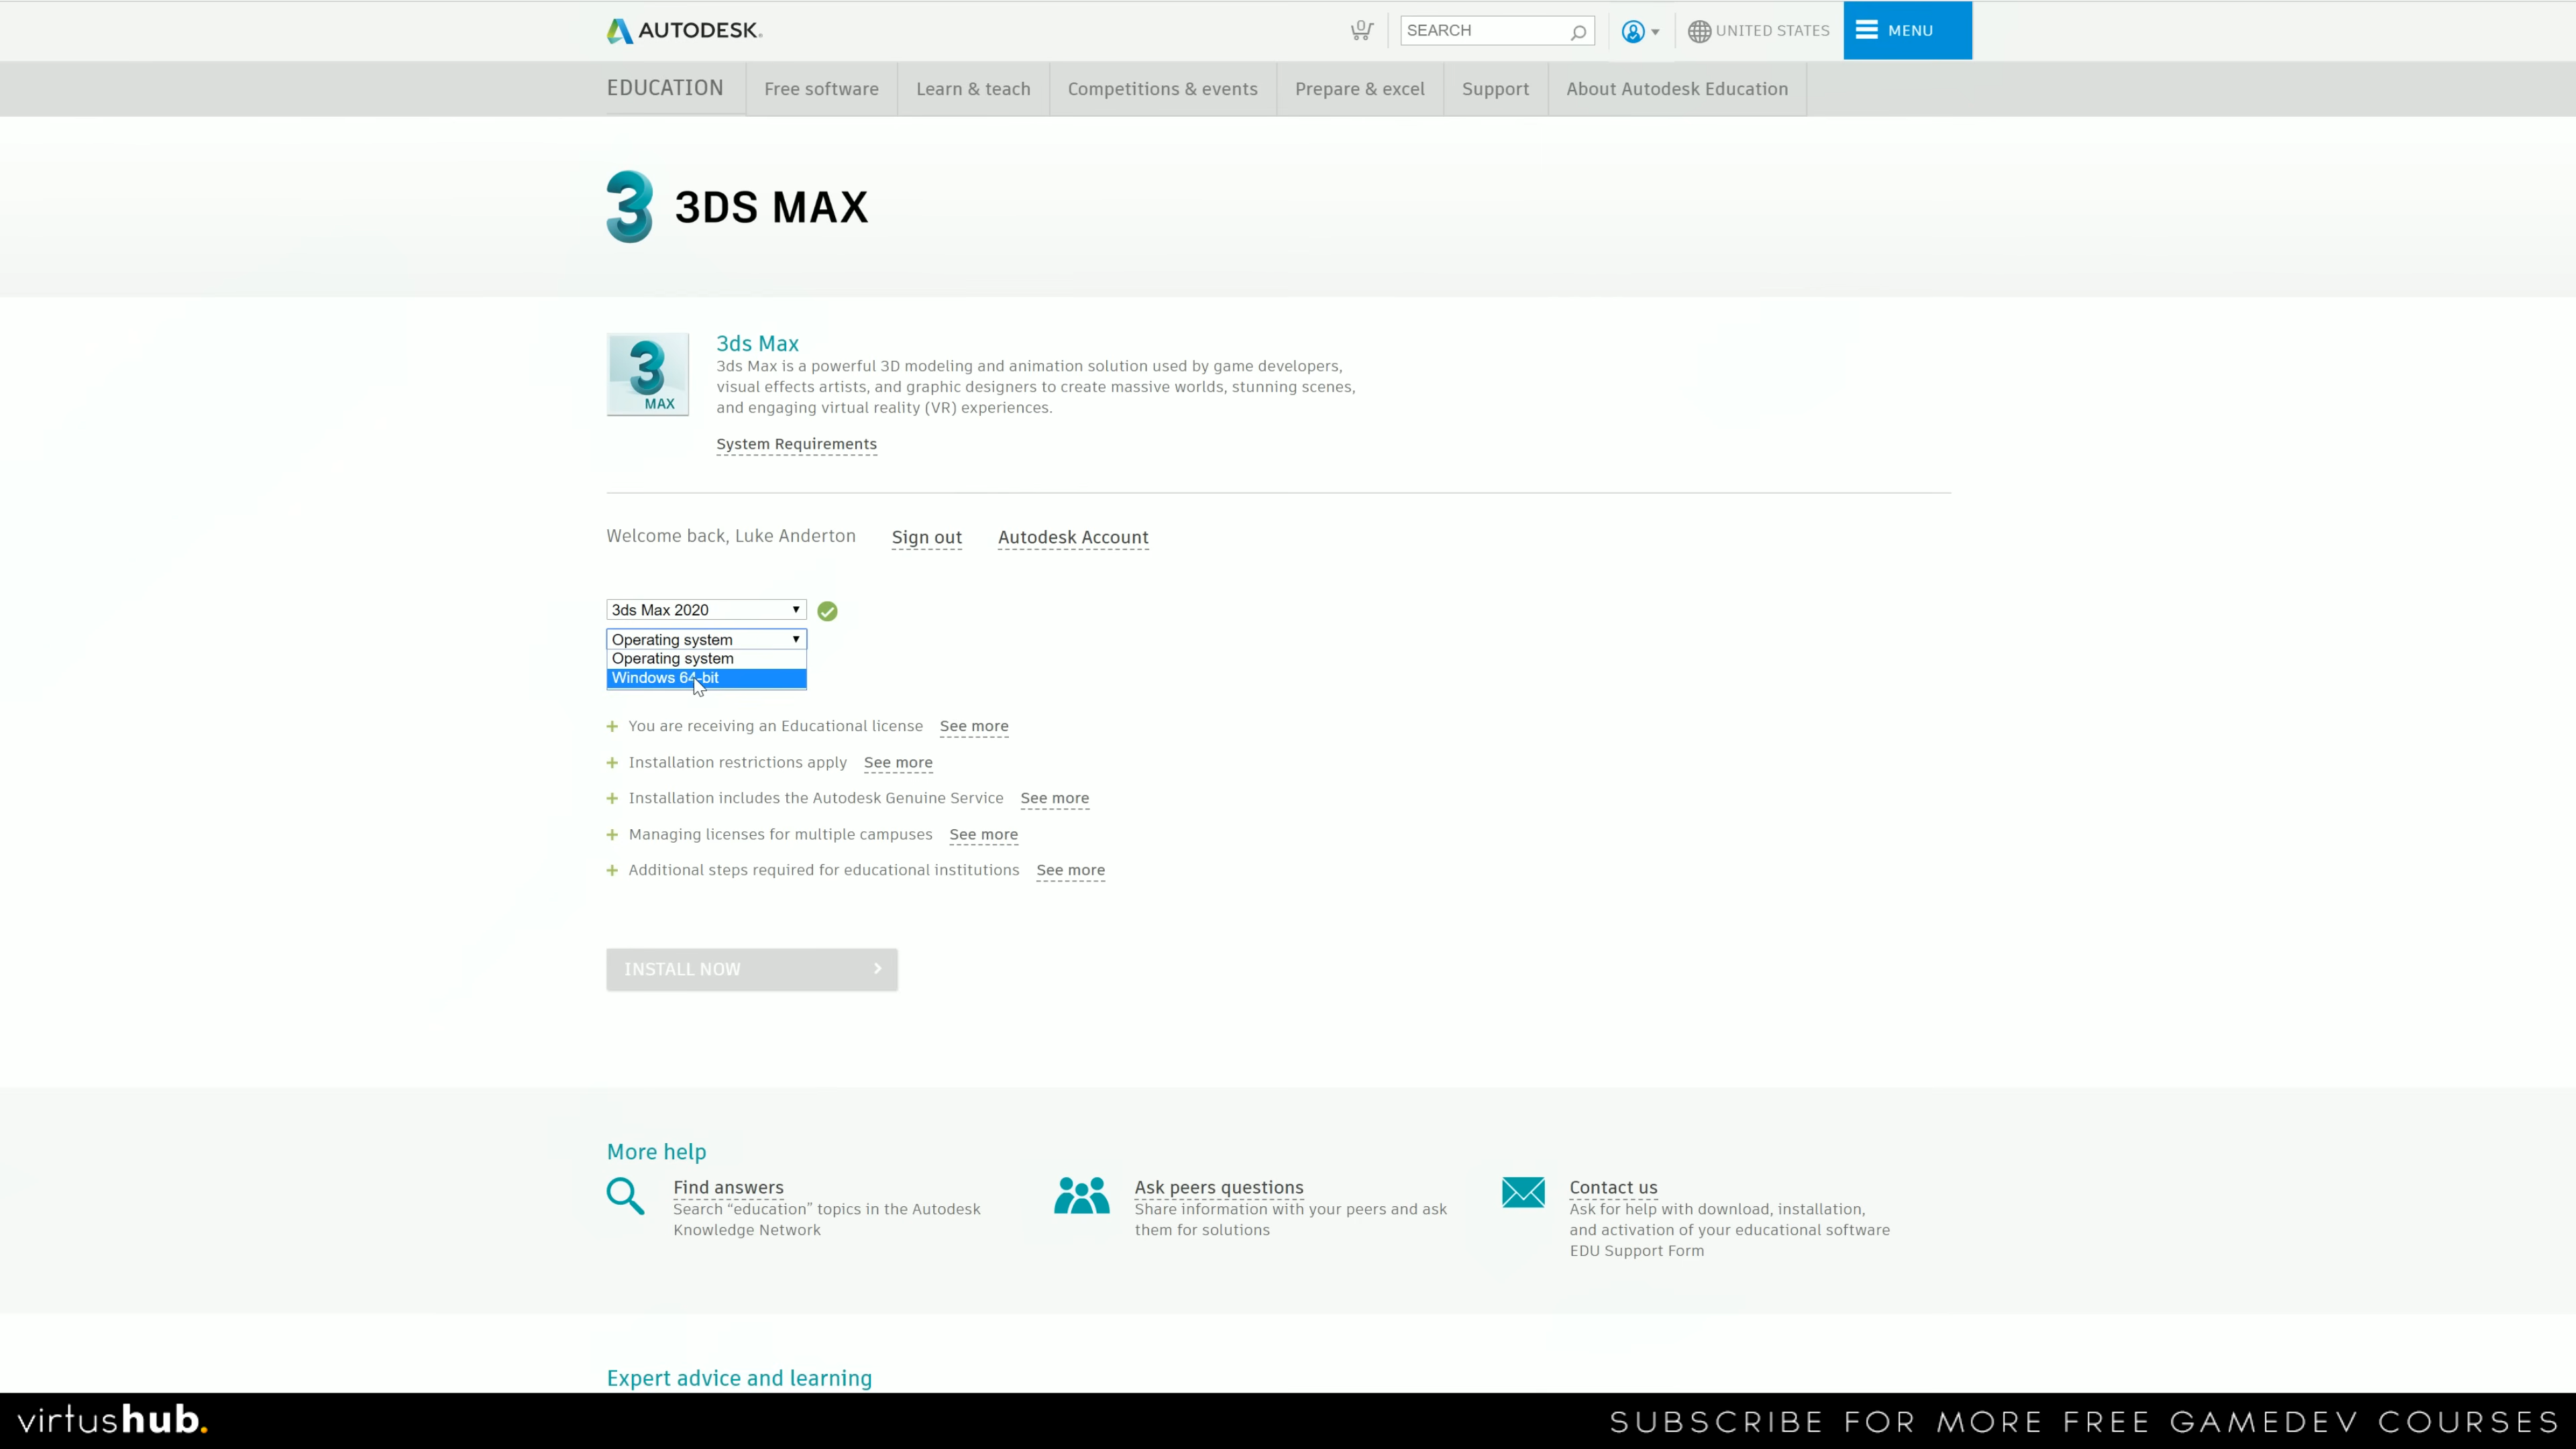 AUTODESK.
0
SEARCH
UNITED STATES
MENU
EDUCATION
Free software
Learn & teach
Competitions & events
Prepare & excel
Support
About Autodesk Education
3 3DS MAX
3
MAX
3ds Max
3ds Max is a powerful 3D modeling and animation solution used by game developers,
visual effects artists, and graphic designers to create massive worlds, stunning scenes,
and engaging virtual reality (VR) experiences.
System Requirements
Welcome back, Luke Anderton Sign out Autodesk Account
3ds Max 2020
Operating system
Operating system
Windows 64-bit
+ You are receiving an Educational license See more
+ Installation restrictions apply See more
+ Installation includes the Autodesk Genuine Service See more
+ Managing licenses for multiple campuses See more
+ Additional steps required for educational institutions See more
INSTALL NOW
More help
Find answers
Search “education” topics in the Autodesk
Knowledge Network
Ask peers questions
Share information with your peers and ask
them for solutions
Contact us
Ask for help with download, installation,
and activation of your educational software
EDU Support Form
Expert advice and learning
virtushub.
SUBSCRIBE FOR MORE FREE GAMEDEV COURSES